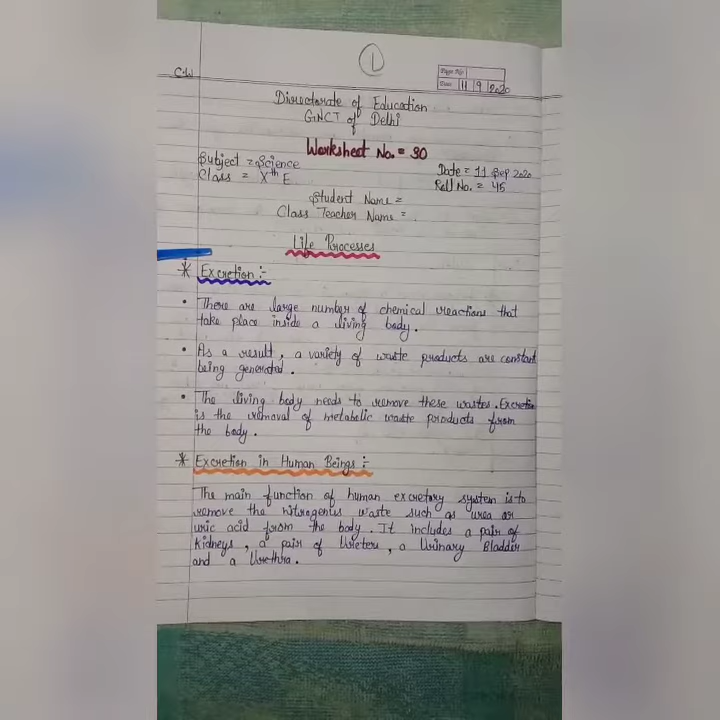 1
C.W
Page No.
Date: 11 9 2020
Directorate of Education
GNCT of Delhi
Worksheet No. = 30
Subject = Science
Date = 11 Sep 2020
Class = Xth E
Roll No. = 45
Student Name =
Class Teacher Name =
Life Processes
* Excretion :-
• There are large number of chemical reactions that
take place inside a living body.
• As a result, a variety of waste products are constant
being generated.
• The living body needs to remove these wastes. Excretion
is the removal of metabolic waste products from
the body.
* Excretion in Human Beings :-
The main function of human excretory system is to
remove the nitrogenus waste such as urea or
uric acid from the body. It includes a pair of
kidneys, a pair of Ureter, a Urinary Bladder
and a Urethra.